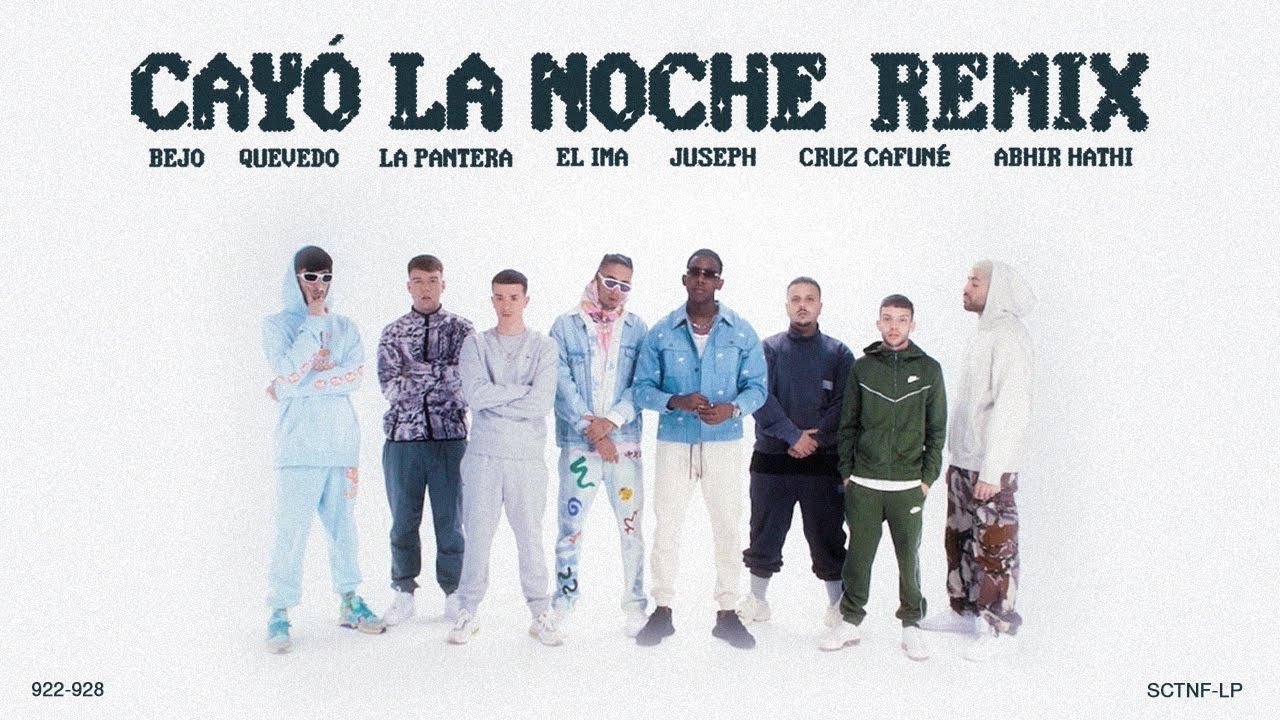 CAYÓ LA NOCHE REMIX
BEJO QUEVEDO LA PANTERA EL IMA JUSEPH CRUZ CAFUNÉ ABHIR HATHI
922-928 SCTNF-LP